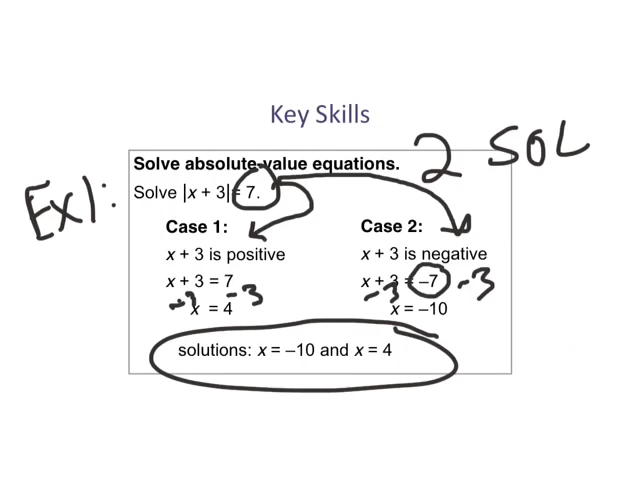 Key Skills
2 SOL
Ex1:
Solve absolute-value equations.
Solve |x + 3| = 7.
Case 1:
x + 3 is positive
x + 3 = 7
-3 -3
x = 4
Case 2:
x + 3 is negative
x + 3 = –7
-3 -3
x = –10
solutions: x = –10 and x = 4